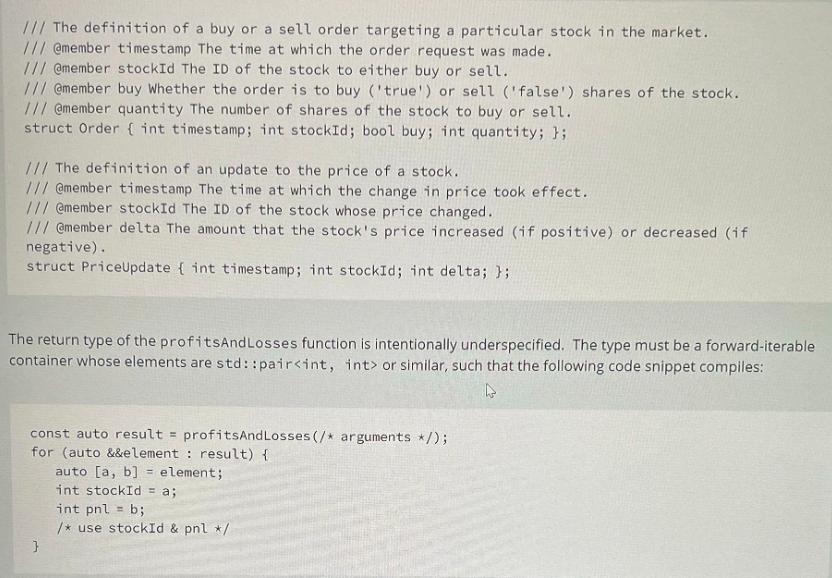 /// The definition of a buy or a sell order targeting a particular stock in the market.
/// @member timestamp The time at which the order request was made.
/// @member stockId The ID of the stock to either buy or sell.
/// @member buy Whether the order is to buy ('true') or sell ('false') shares of the stock.
/// @member quantity The number of shares of the stock to buy or sell.
struct Order { int timestamp; int stockId; bool buy; int quantity; };
/// The definition of an update to the price of a stock.
/// @member timestamp The time at which the change in price took effect.
/// @member stockId The ID of the stock whose price changed.
/// @member delta The amount that the stock's price increased (if positive) or decreased (if
negative).
struct PriceUpdate { int timestamp; int stockId; int delta; };
The return type of the profitsAndLosses function is intentionally underspecified. The type must be a forward-iterable
container whose elements are std::pair<int, int> or similar, such that the following code snippet compiles:
const auto result = profitsAndLosses(/* arguments */);
for (auto &&element : result) {
auto [a, b] = element;
int stockId = a;
int pnl = b;
/* use stockId & pnl */
}